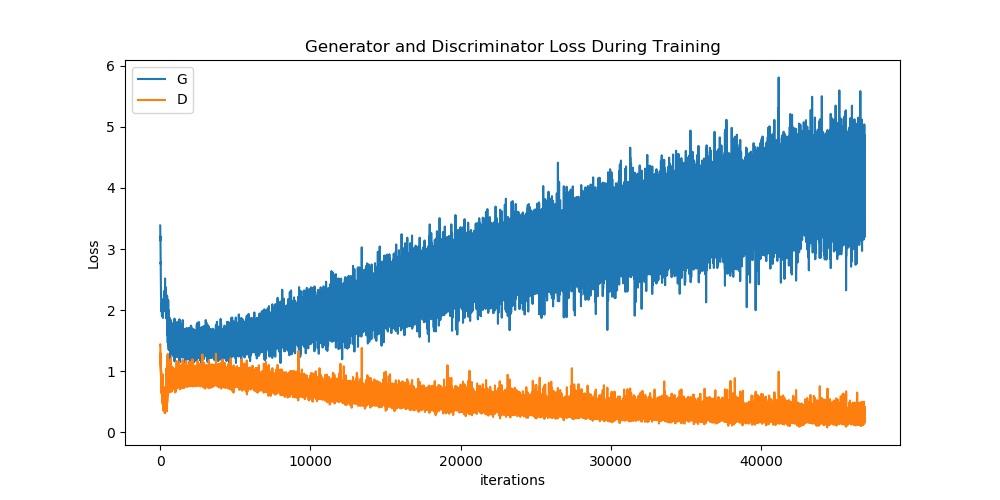 Generator and Discriminator Loss During Training
G
D
Loss
6
5
4
3
2
1
0
0 10000 20000 30000 40000
iterations